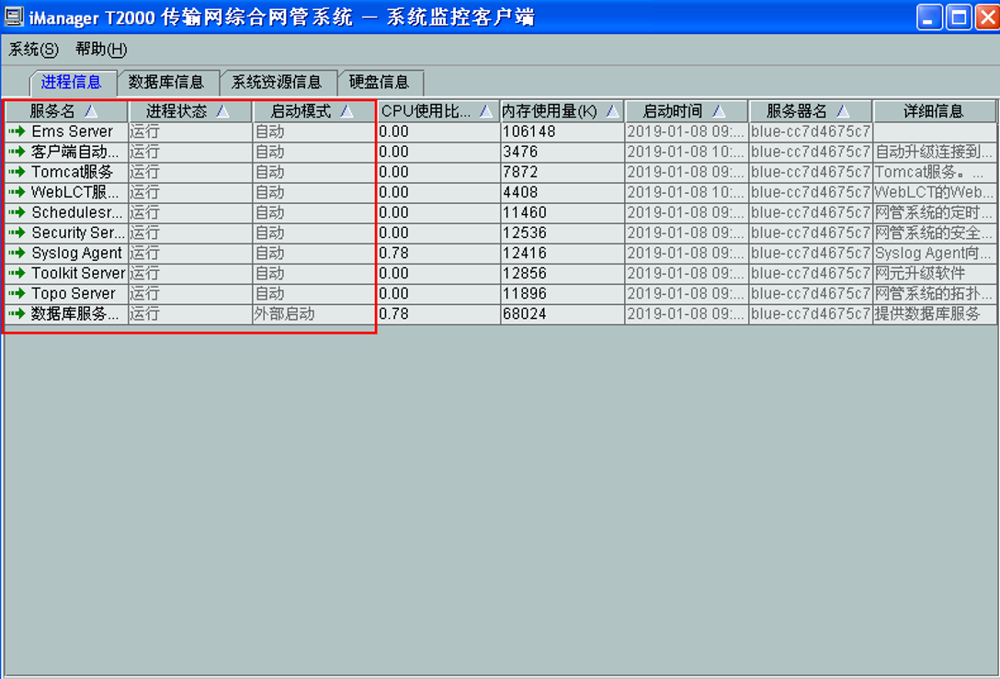 iManager T2000 传输网综合网管系统 － 系统监控客户端
系统(S) 帮助(H)
进程信息 数据库信息 系统资源信息 硬盘信息
服务名 进程状态 启动模式 CPU使用比... 内存使用量(K) 启动时间 服务器名 详细信息
Ems Server 运行 自动 0.00 106148 2019-01-08 09:... blue-cc7d4675c7
客户端自动... 运行 自动 0.00 3476 2019-01-08 10:... blue-cc7d4675c7 自动升级连接到...
Tomcat服务 运行 自动 0.00 7872 2019-01-08 09:... blue-cc7d4675c7 Tomcat服务。...
WebLCT服... 运行 自动 0.00 4408 2019-01-08 10:... blue-cc7d4675c7 WebLCT的Web...
Schedulesr... 运行 自动 0.00 11460 2019-01-08 09:... blue-cc7d4675c7 网管系统的定时...
Security Ser... 运行 自动 0.00 12536 2019-01-08 09:... blue-cc7d4675c7 网管系统的安全...
Syslog Agent 运行 自动 0.78 12416 2019-01-08 09:... blue-cc7d4675c7 Syslog Agent向...
Toolkit Server 运行 自动 0.00 12856 2019-01-08 09:... blue-cc7d4675c7 网元升级软件
Topo Server 运行 自动 0.00 11896 2019-01-08 09:... blue-cc7d4675c7 网管系统的拓扑...
数据库服务... 运行 外部启动 0.78 68024 2019-01-08 09:... blue-cc7d4675c7 提供数据库服务